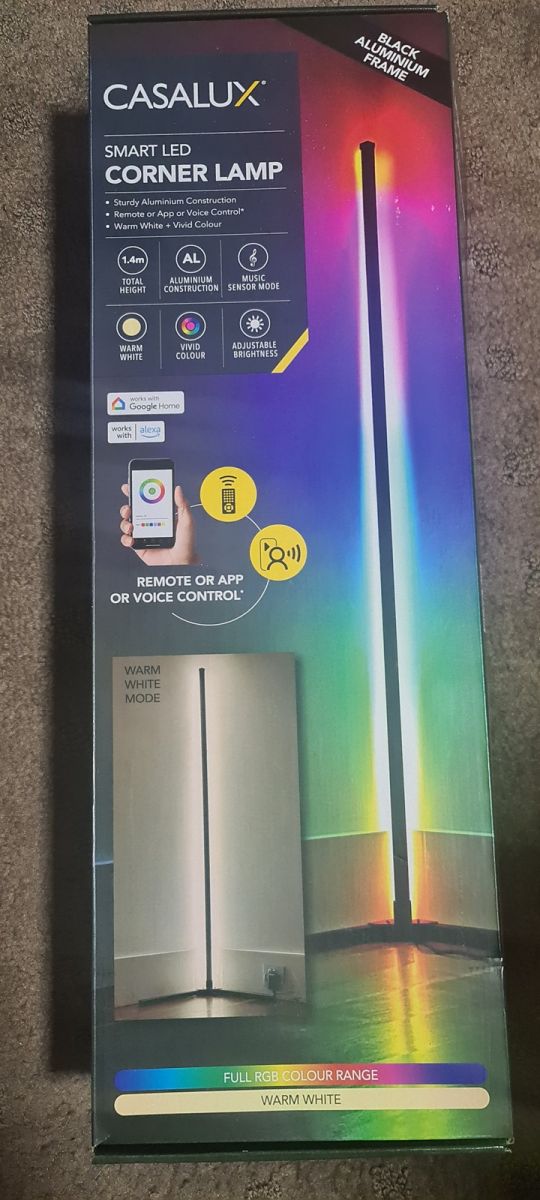 BLACK
ALUMINIUM
FRAME
CASALUX
SMART LED
CORNER LAMP
• Sturdy Aluminium Construction
• Remote or App or Voice Control*
• Warm White + Vivid Colour
1.4m
TOTAL
HEIGHT
AL
ALUMINIUM
CONSTRUCTION
MUSIC
SENSOR MODE
WARM
WHITE
VIVID
COLOUR
ADJUSTABLE
BRIGHTNESS
works with
Google Home
works
with
alexa
REMOTE OR APP
OR VOICE CONTROL*
WARM
WHITE
MODE
FULL RGB COLOUR RANGE
WARM WHITE